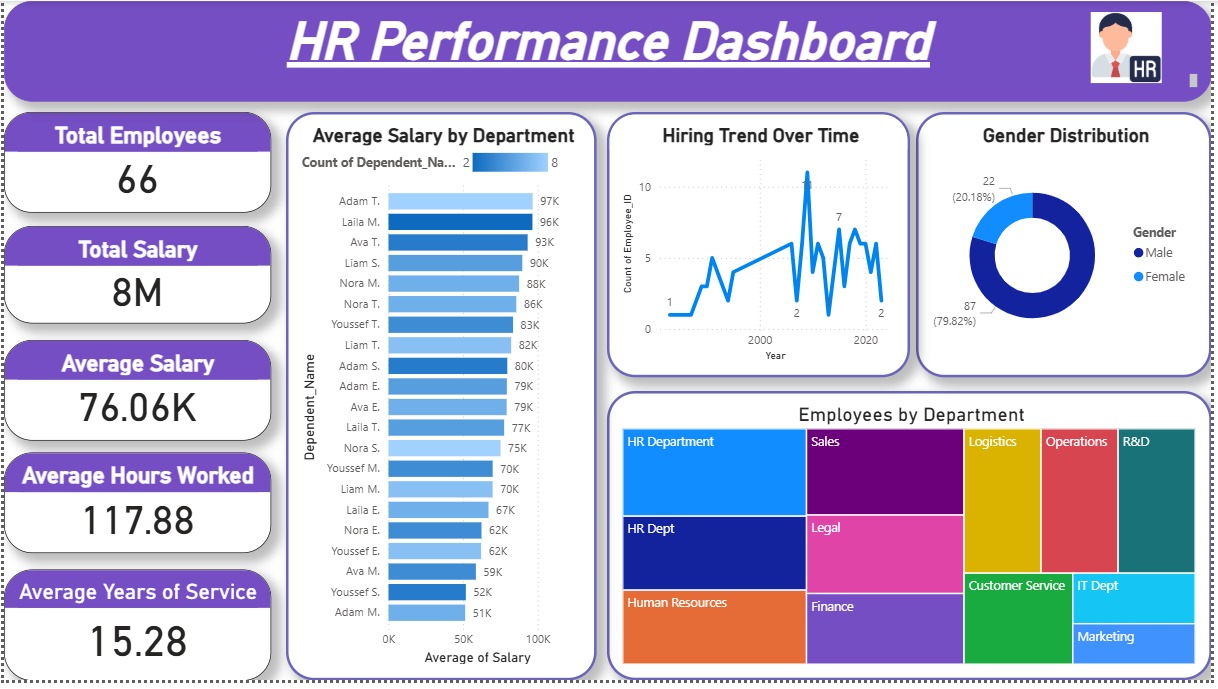 HR Performance Dashboard
HR
Total Employees
66
Total Salary
8M
Average Salary
76.06K
Average Hours Worked
117.88
Average Years of Service
15.28
Average Salary by Department
Count of Dependent_Na... 2 8
Dependent_Name
Adam T. 97K
Laila M. 96K
Ava T. 93K
Liam S. 90K
Nora M. 88K
Nora T. 86K
Youssef T. 83K
Liam T. 82K
Adam S. 80K
Adam E. 79K
Ava E. 79K
Laila T. 77K
Nora S. 75K
Youssef M. 70K
Liam M. 70K
Laila E. 67K
Nora E. 62K
Youssef E. 62K
Ava M. 59K
Youssef S. 52K
Adam M. 51K
0K 50K 100K
Average of Salary
Hiring Trend Over Time
Count of Employee_ID
10
5
0
1
11
2
7
2
2000 2020
Year
Gender Distribution
22
(20.18%)
87
(79.82%)
Gender
Male
Female
Employees by Department
HR Department
HR Dept
Human Resources
Sales
Legal
Finance
Logistics
Operations
R&D
Customer Service
IT Dept
Marketing